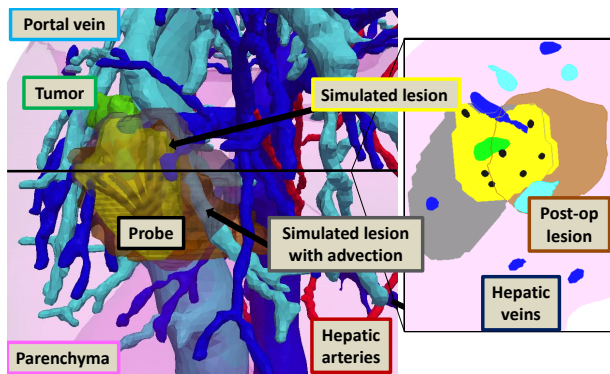 Portal vein
Tumor
Simulated lesion
Probe
Simulated lesion
with advection
Post-op
lesion
Hepatic
veins
Parenchyma
Hepatic
arteries